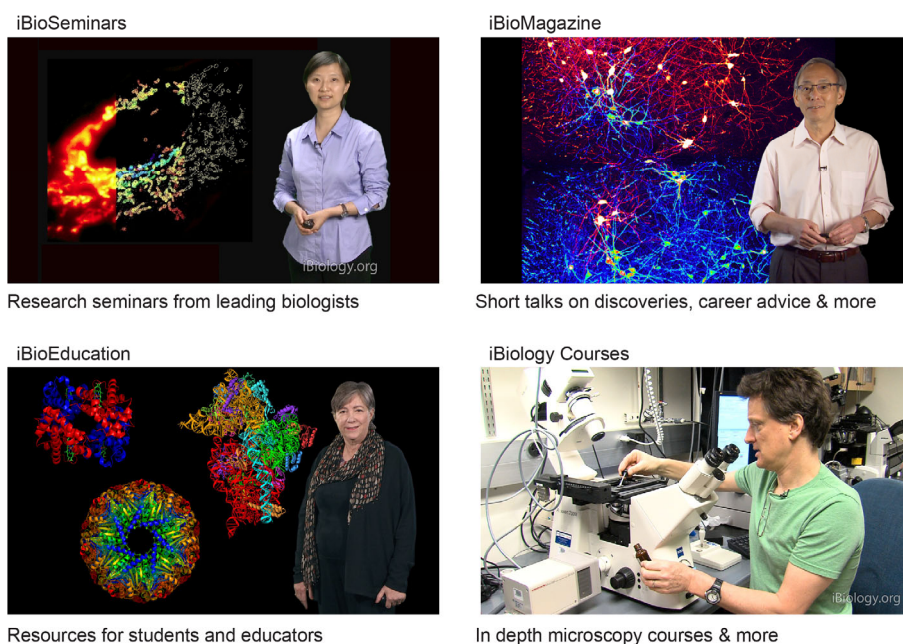 iBioSeminars
iBioMagazine
iBiology.org
Research seminars from leading biologists
Short talks on discoveries, career advice & more
iBioEducation
iBiology Courses
iBiology.org
Resources for students and educators
In depth microscopy courses & more